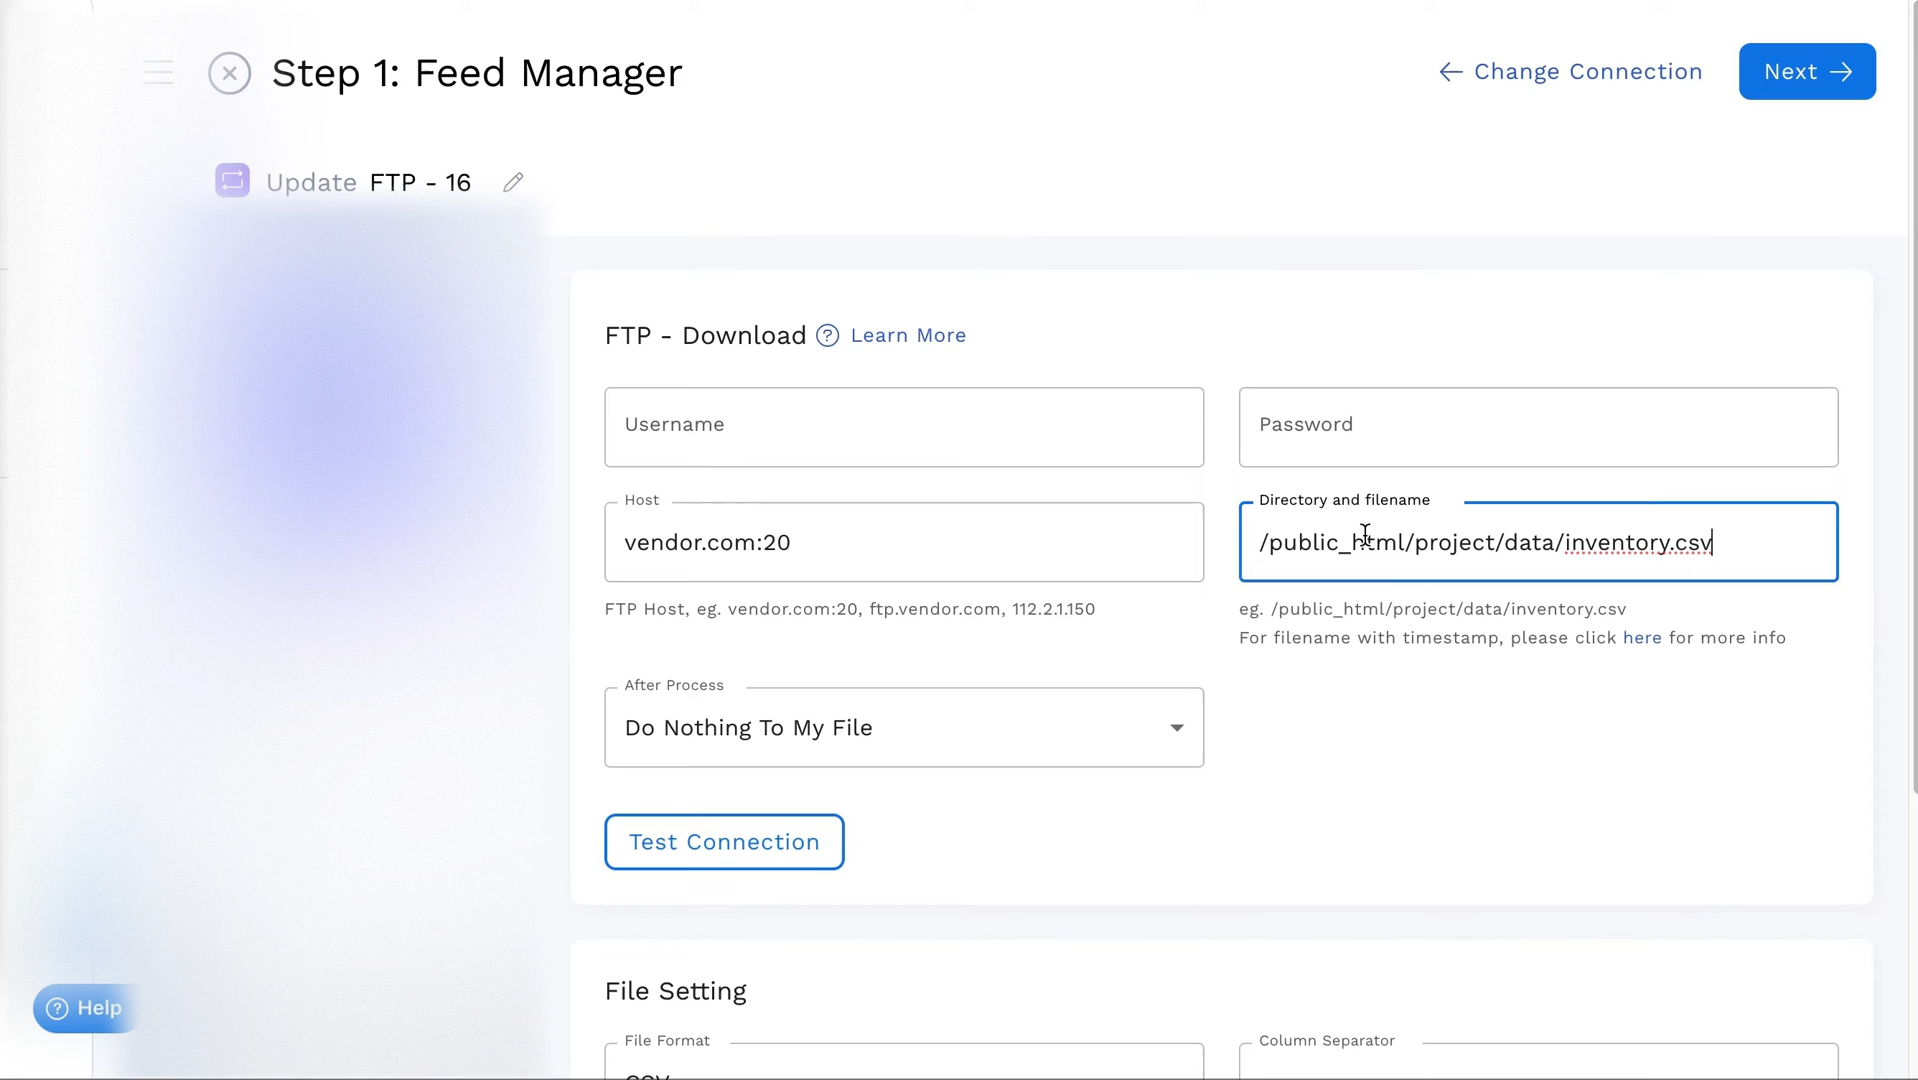 Step 1: Feed Manager
Change Connection
Next
Update FTP - 16
FTP - Download
Learn More
Username
Password
Host
vendor.com:20
FTP Host, eg. vendor.com:20, ftp.vendor.com, 112.2.1.150
Directory and filename
/public_html/project/data/inventory.csv
eg. /public_html/project/data/inventory.csv
For filename with timestamp, please click here for more info
After Process
Do Nothing To My File
Test Connection
File Setting
File Format
CSV
Column Separator
Help